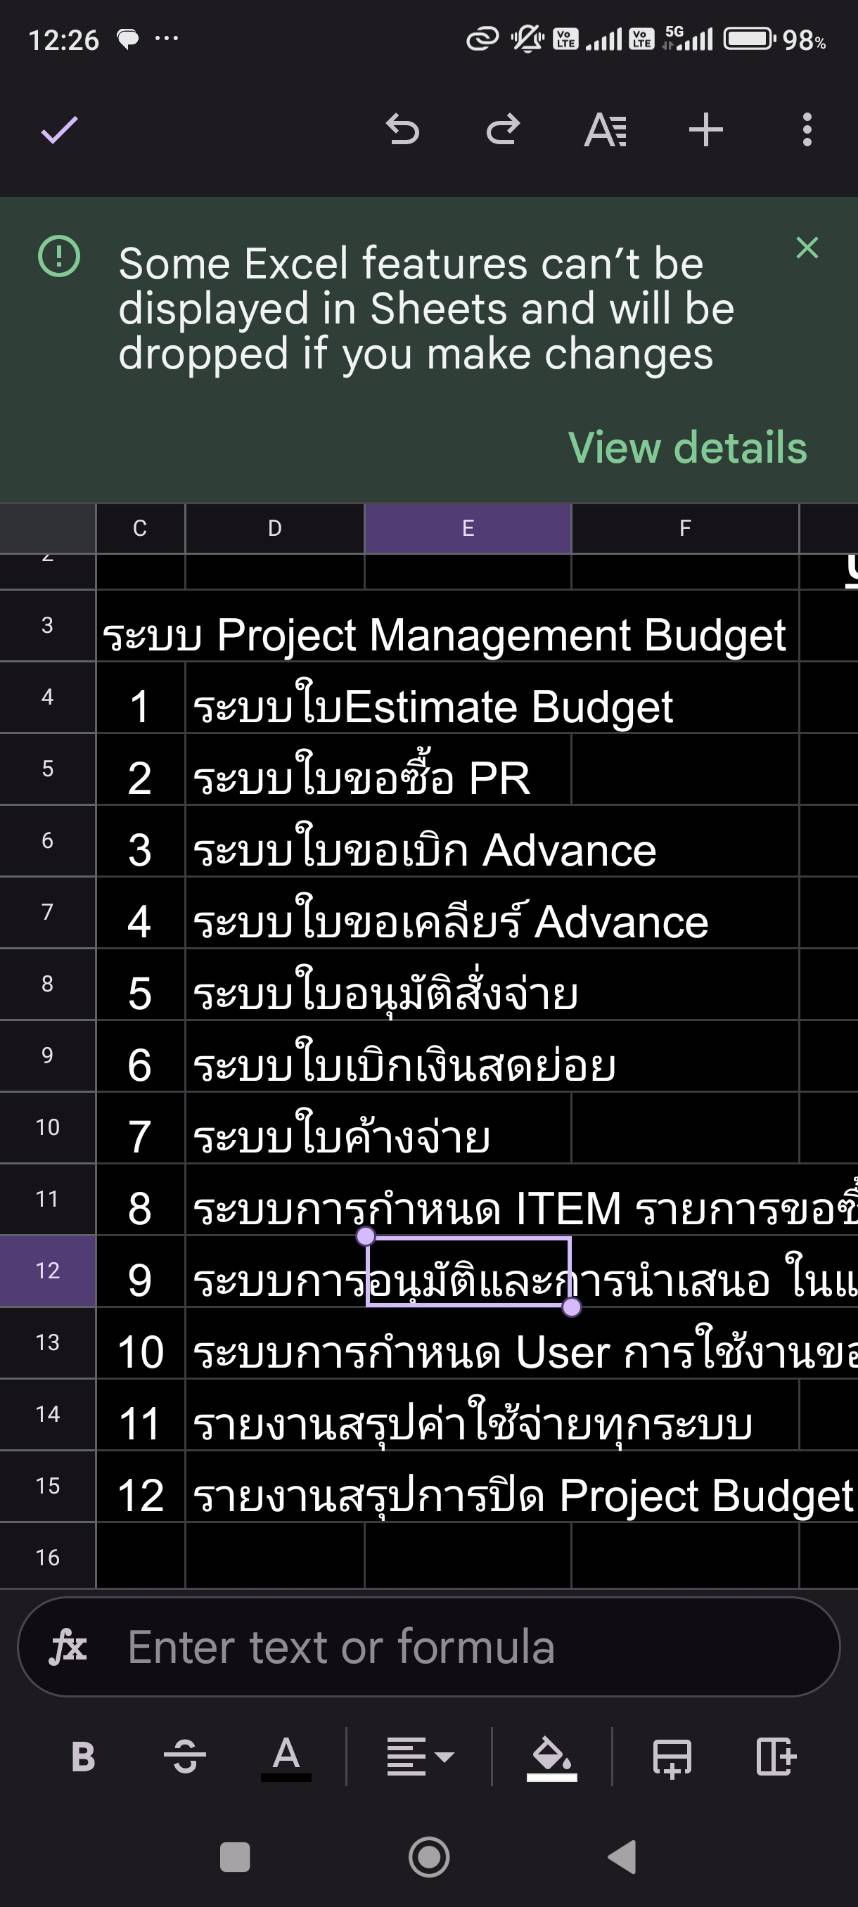 12:26
Vo LTE
Vo LTE
5G
98%
Some Excel features can't be
displayed in Sheets and will be
dropped if you make changes
View details
C D E F
2
3 ระบบ Project Management Budget
4 1 ระบบใบEstimate Budget
5 2 ระบบใบขอซื้อ PR
6 3 ระบบใบขอเบิก Advance
7 4 ระบบใบขอเคลียร์ Advance
8 5 ระบบใบอนุมัติสั่งจ่าย
9 6 ระบบใบเบิกเงินสดย่อย
10 7 ระบบใบค้างจ่าย
11 8 ระบบการกำหนด ITEM รายการขอซื้
12 9 ระบบการอนุมัติและการนำเสนอ ในแ
13 10 ระบบการกำหนด User การใช้งานขอ
14 11 รายงานสรุปค่าใช้จ่ายทุกระบบ
15 12 รายงานสรุปการปิด Project Budget
16
fx Enter text or formula
B S A